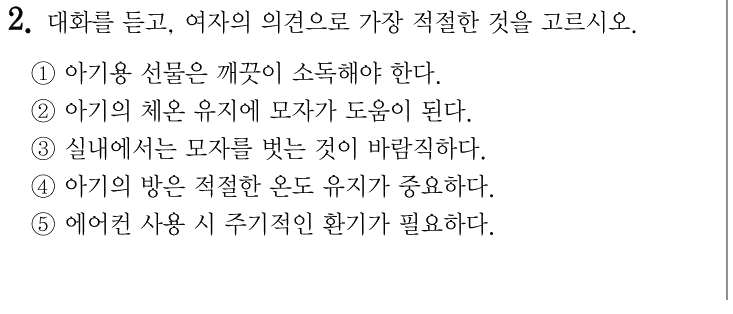 2. 대화를 듣고, 여자의 의견으로 가장 적절한 것을 고르시오.
① 아기용 선물은 깨끗이 소독해야 한다.
② 아기의 체온 유지에 모자가 도움이 된다.
③ 실내에서는 모자를 벗는 것이 바람직하다.
④ 아기의 방은 적절한 온도 유지가 중요하다.
⑤ 에어컨 사용 시 주기적인 환기가 필요하다.